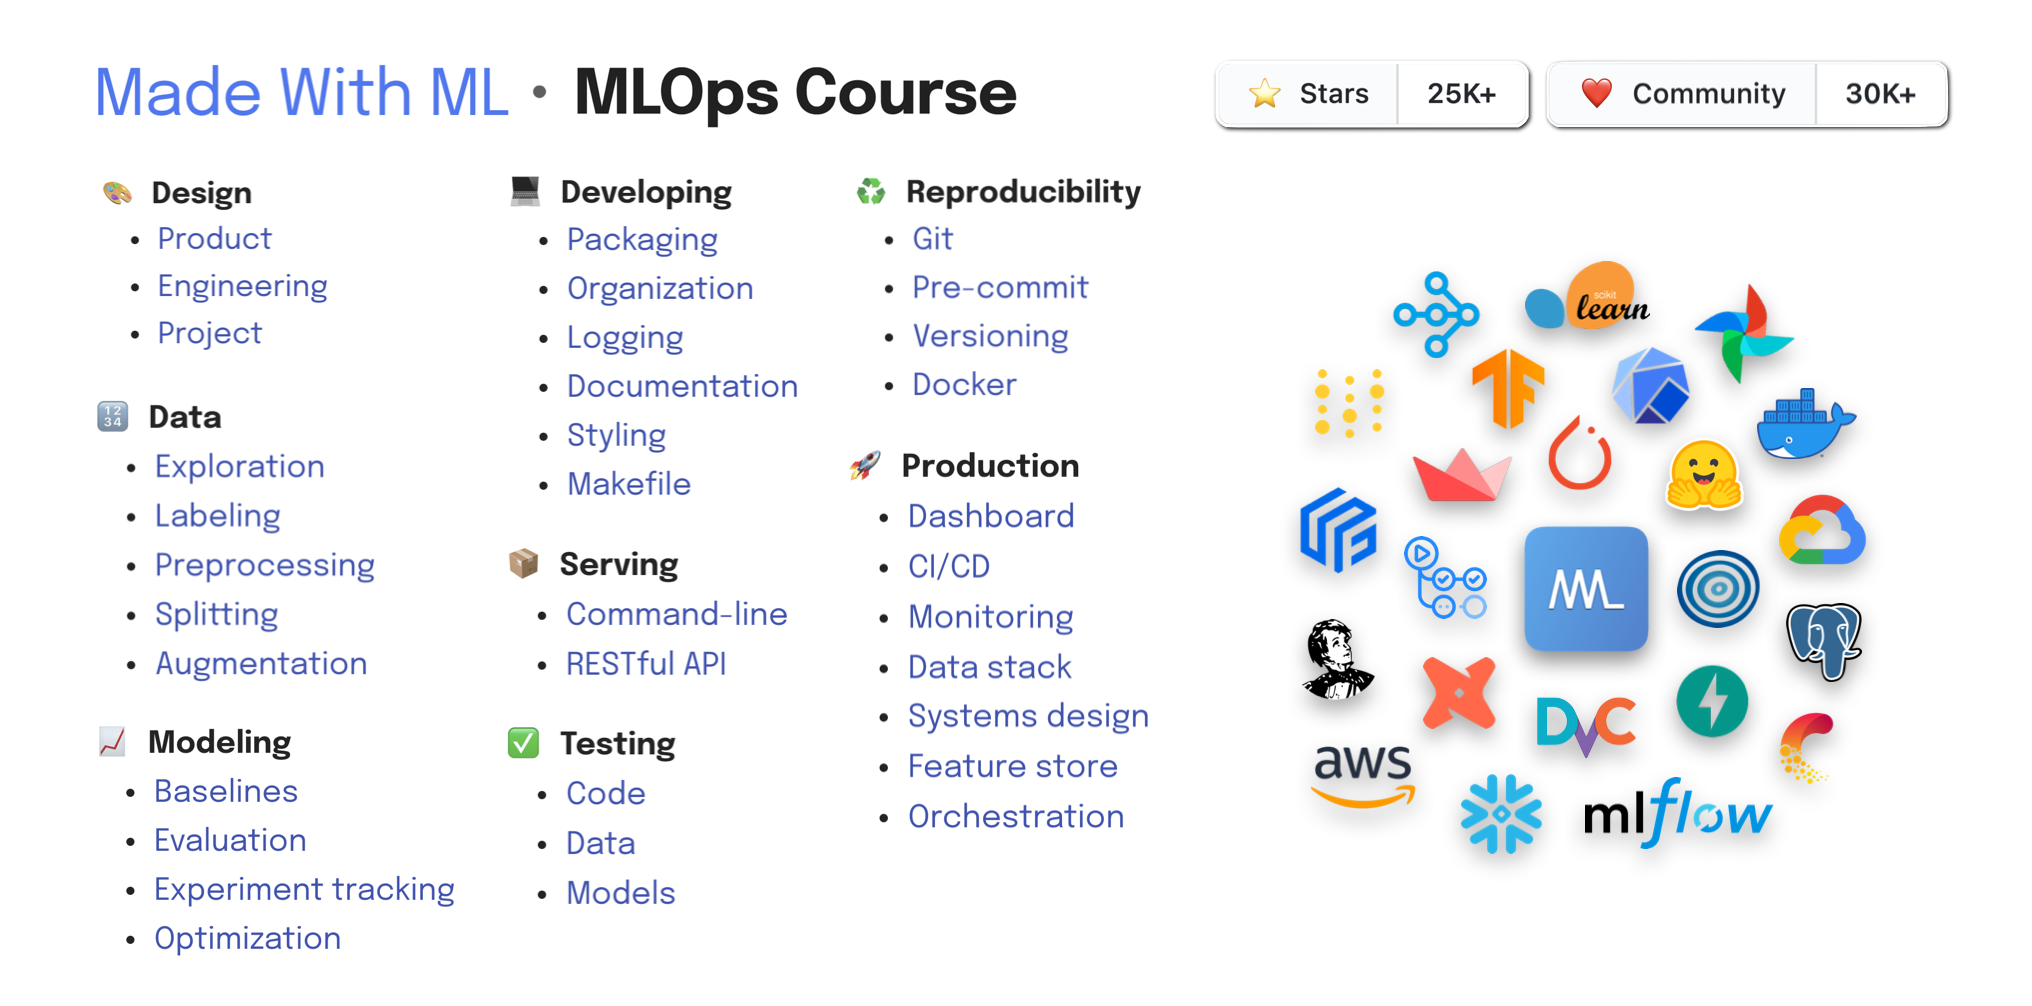 Made With ML • MLOps Course
⭐ Stars 25K+
❤️ Community 30K+
🎨 Design
• Product
• Engineering
• Project
🔢 Data
• Exploration
• Labeling
• Preprocessing
• Splitting
• Augmentation
📈 Modeling
• Baselines
• Evaluation
• Experiment tracking
• Optimization
💻 Developing
• Packaging
• Organization
• Logging
• Documentation
• Styling
• Makefile
📦 Serving
• Command-line
• RESTful API
✅ Testing
• Code
• Data
• Models
♻️ Reproducibility
• Git
• Pre-commit
• Versioning
• Docker
🚀 Production
• Dashboard
• CI/CD
• Monitoring
• Data stack
• Systems design
• Feature store
• Orchestration
scikit
learn
TF
ML
DVC
aws
mlflow